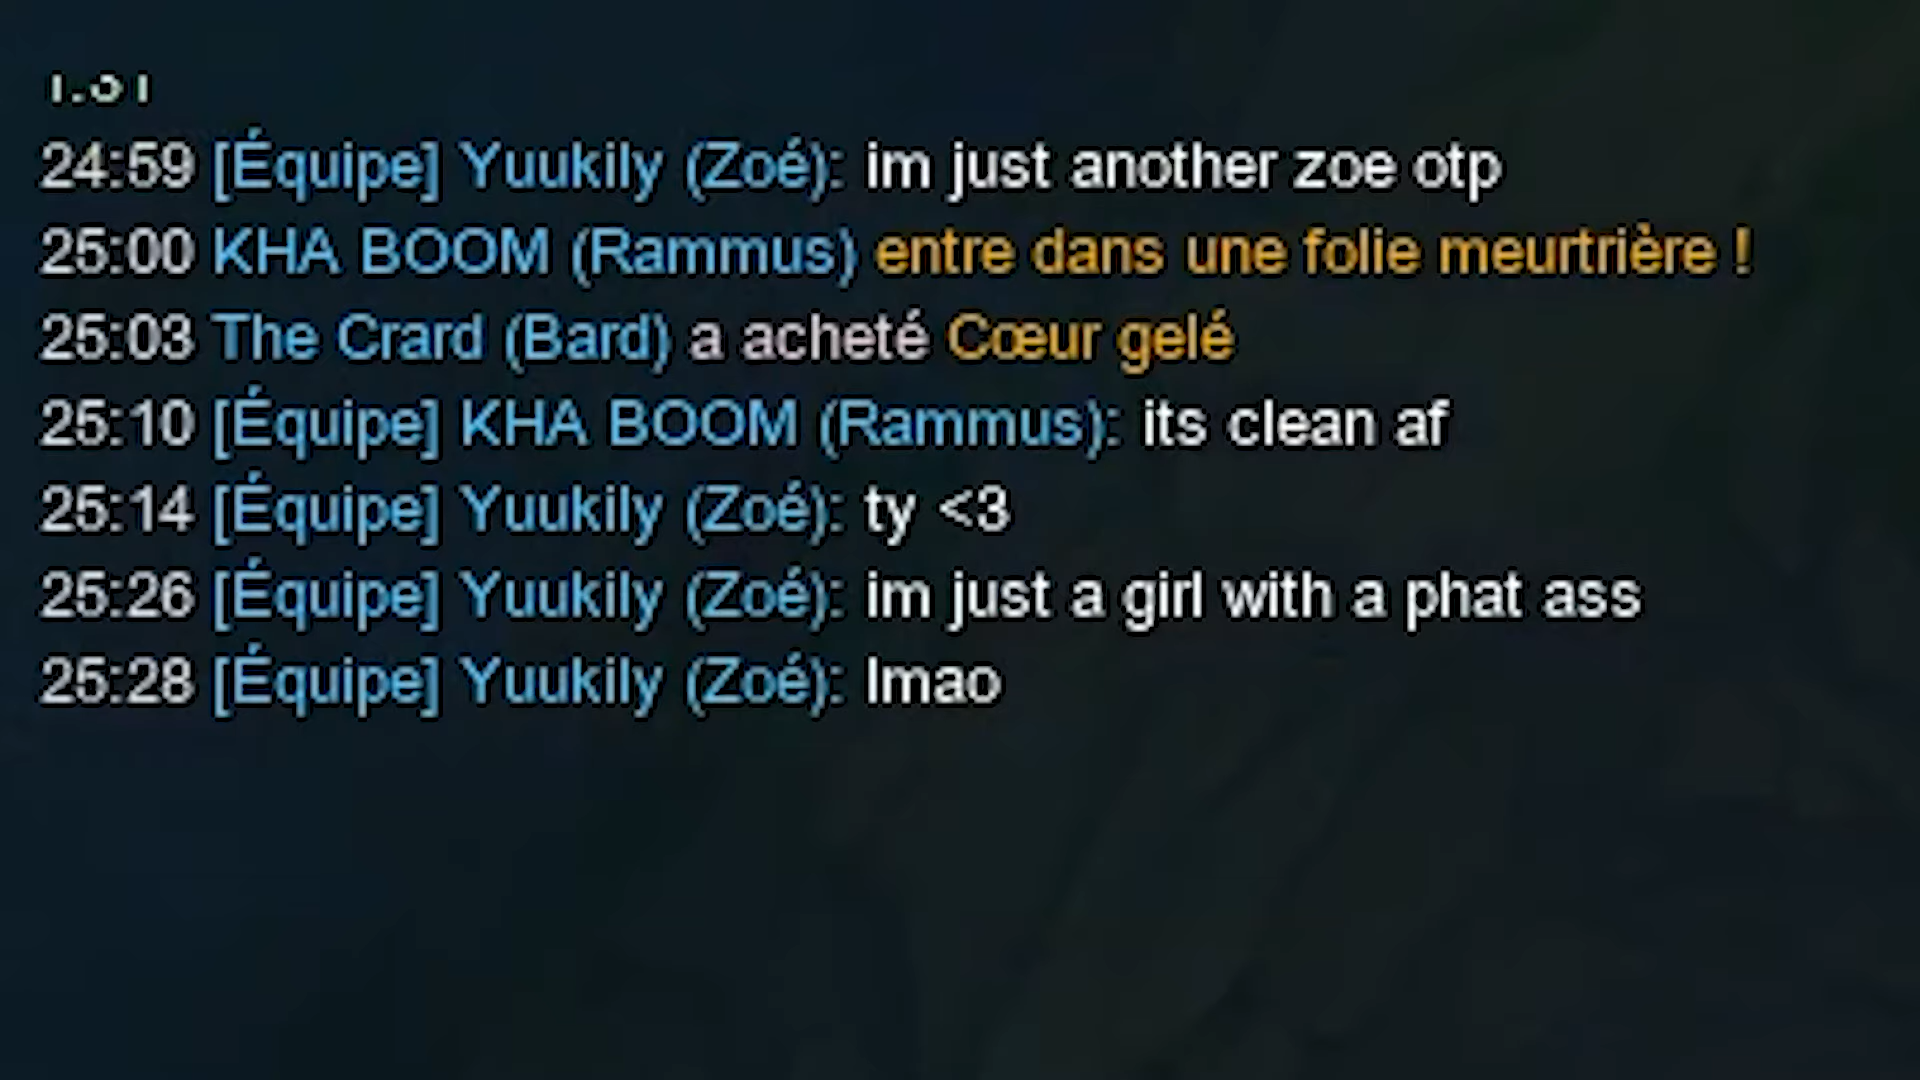 24:59 [Équipe] Yuukily (Zoé): im just another zoe otp
25:00 KHA BOOM (Rammus) entre dans une folie meurtrière !
25:03 The Crard (Bard) a acheté Cœur gelé
25:10 [Équipe] KHA BOOM (Rammus): its clean af
25:14 [Équipe] Yuukily (Zoé): ty <3
25:26 [Équipe] Yuukily (Zoé): im just a girl with a phat ass
25:28 [Équipe] Yuukily (Zoé): lmao